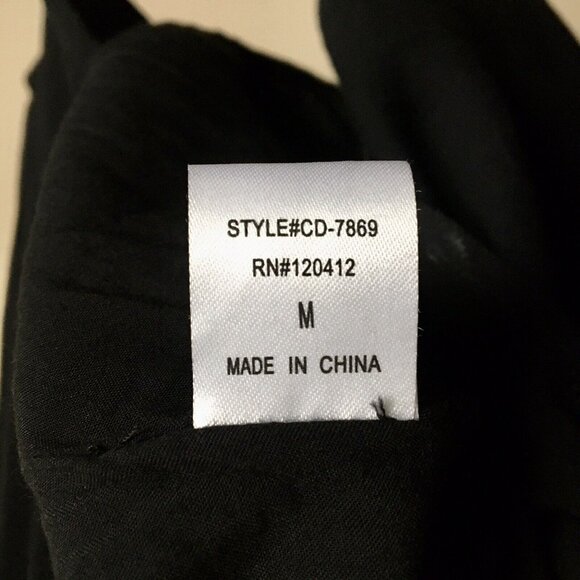 STYLE#CD-7869
RN#120412
M
MADE IN CHINA